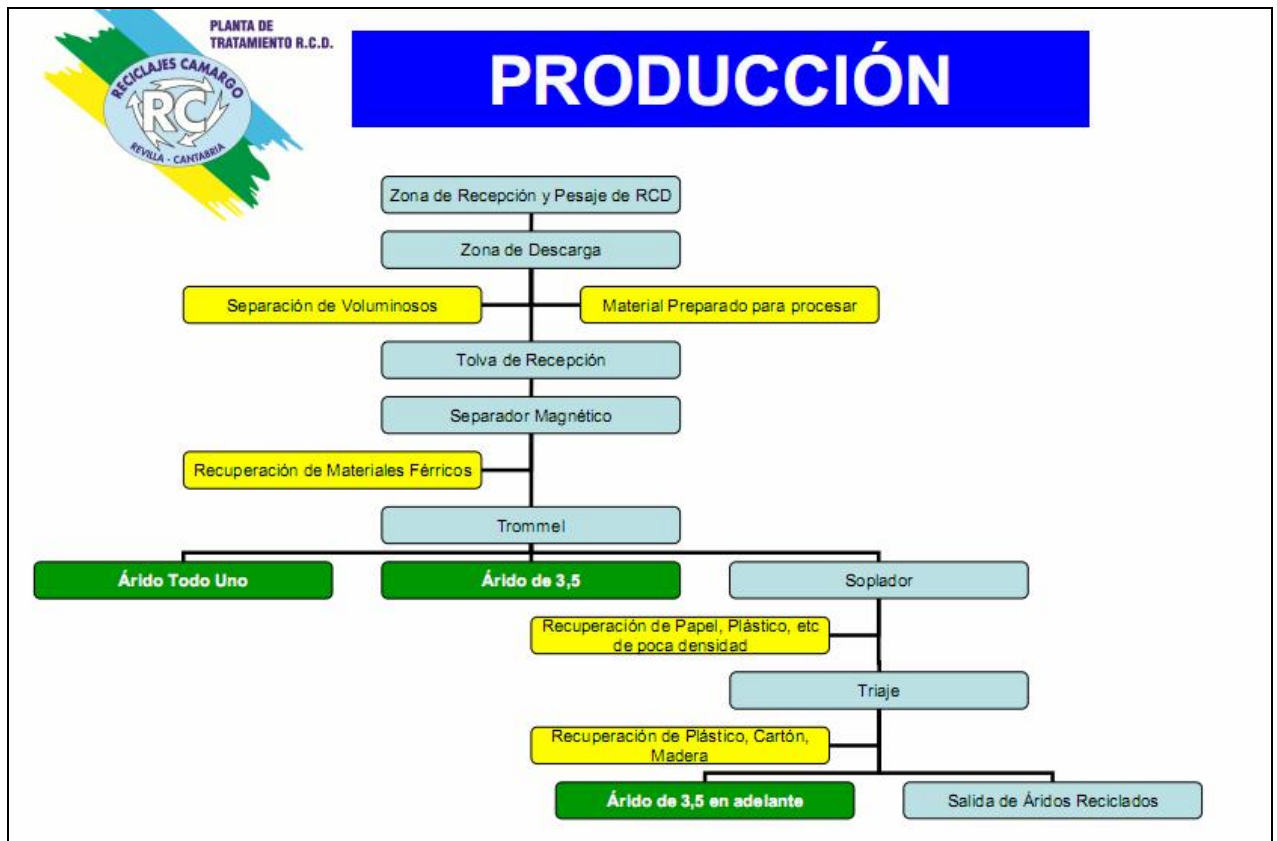 PLANTA DE
TRATAMIENTO R.C.D.
RECICLAJES CAMARGO
RC
REVILLA - CANTABRIA
PRODUCCIÓN
Zona de Recepción y Pesaje de RCD
Zona de Descarga
Separación de Voluminosos
Material Preparado para procesar
Tolva de Recepción
Separador Magnético
Recuperación de Materiales Férricos
Trommel
Árido Todo Uno
Árido de 3,5
Soplador
Recuperación de Papel, Plástico, etc
de poca densidad
Triaje
Recuperación de Plástico, Cartón,
Madera
Árido de 3,5 en adelante
Salida de Áridos Reciclados